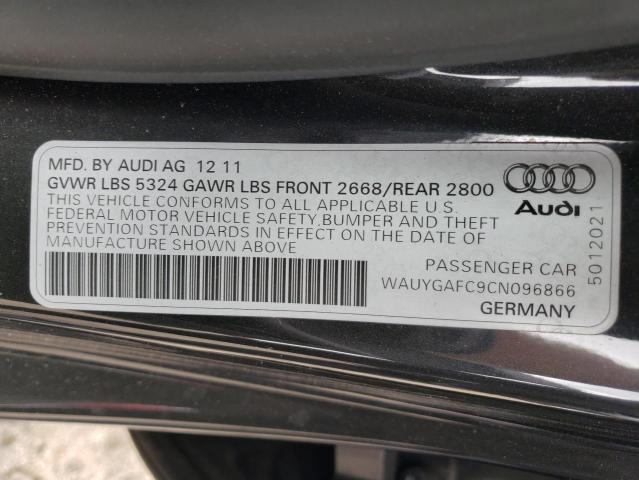 MFD. BY AUDI AG 12 11
GVWR LBS 5324 GAWR LBS FRONT 2668/REAR 2800
THIS VEHICLE CONFORMS TO ALL APPLICABLE U.S.
FEDERAL MOTOR VEHICLE SAFETY,BUMPER AND THEFT
PREVENTION STANDARDS IN EFFECT ON THE DATE OF
MANUFACTURE SHOWN ABOVE
Audi
5012021
PASSENGER CAR
WAUYGAFC9CN096866
GERMANY